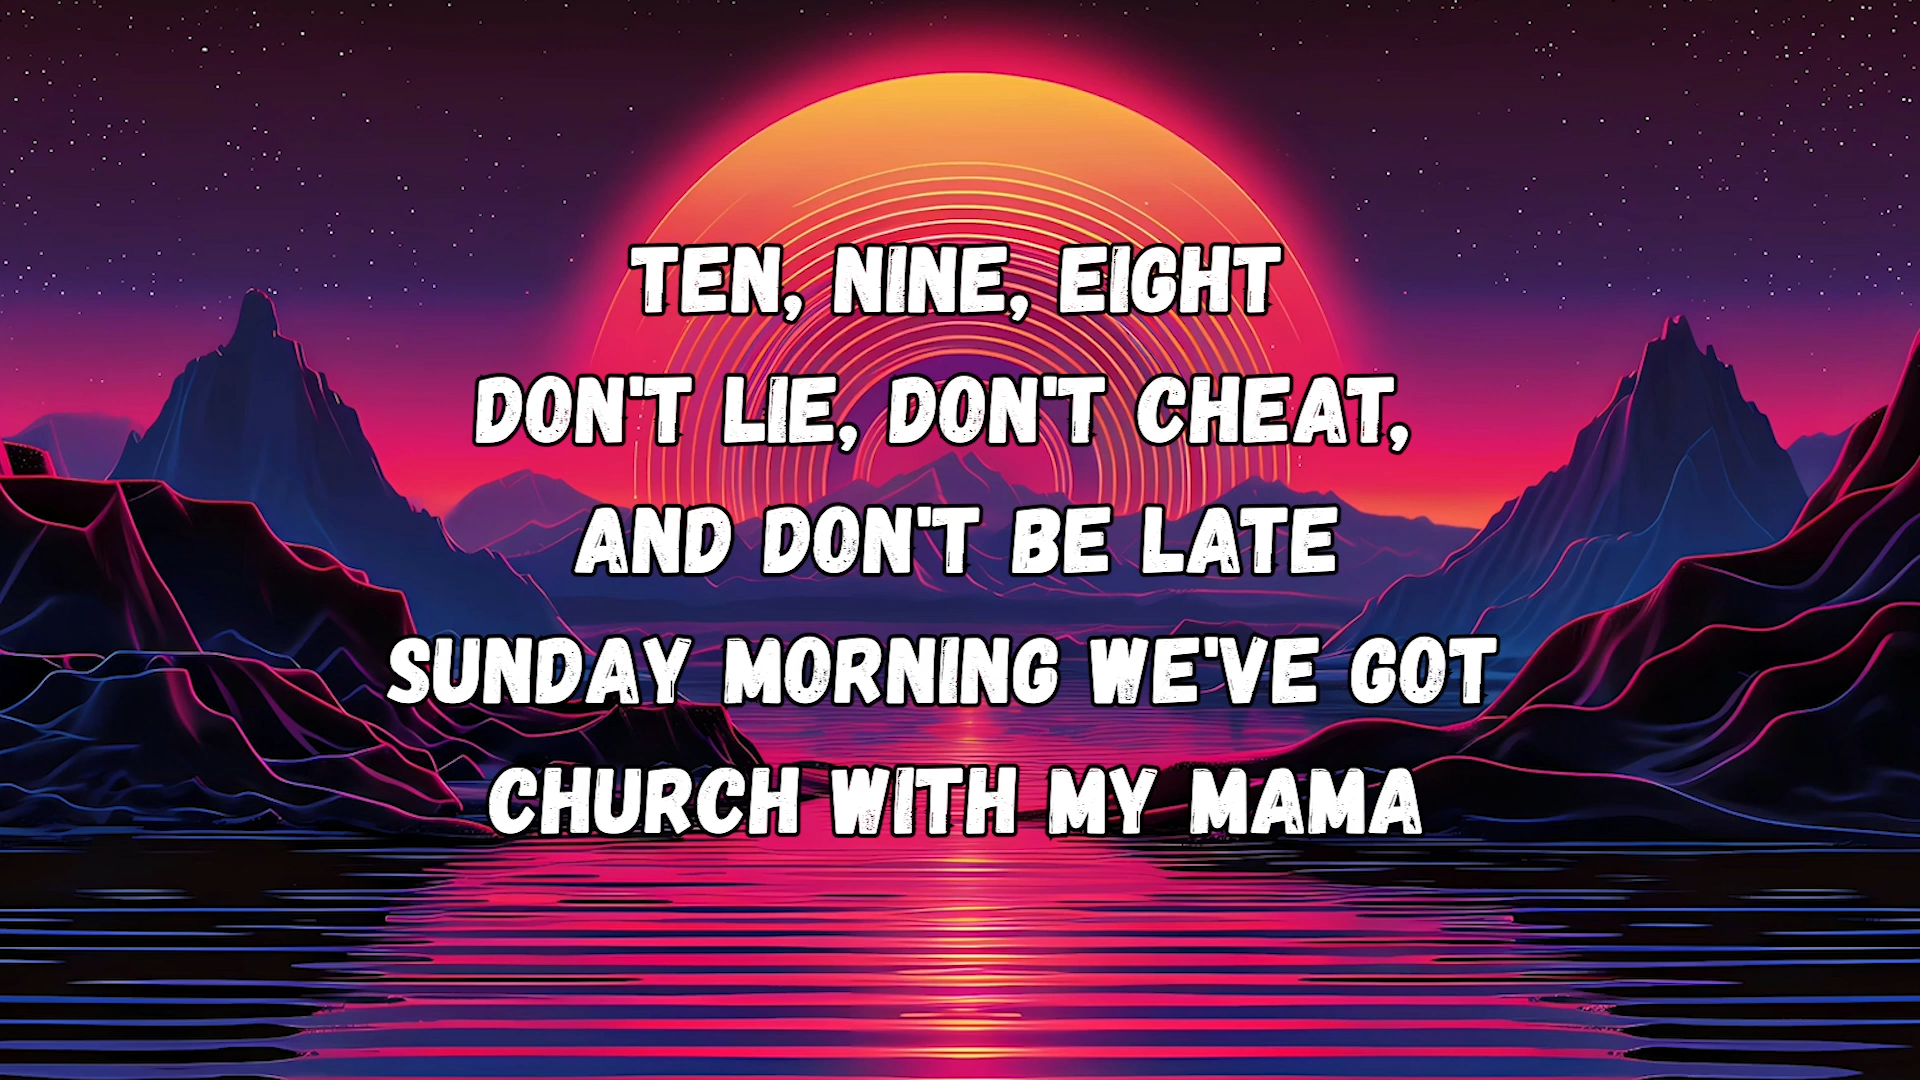 TEN, NINE, EIGHT
DON'T LIE, DON'T CHEAT,
AND DON'T BE LATE
SUNDAY MORNING WE'VE GOT
CHURCH WITH MY MAMA